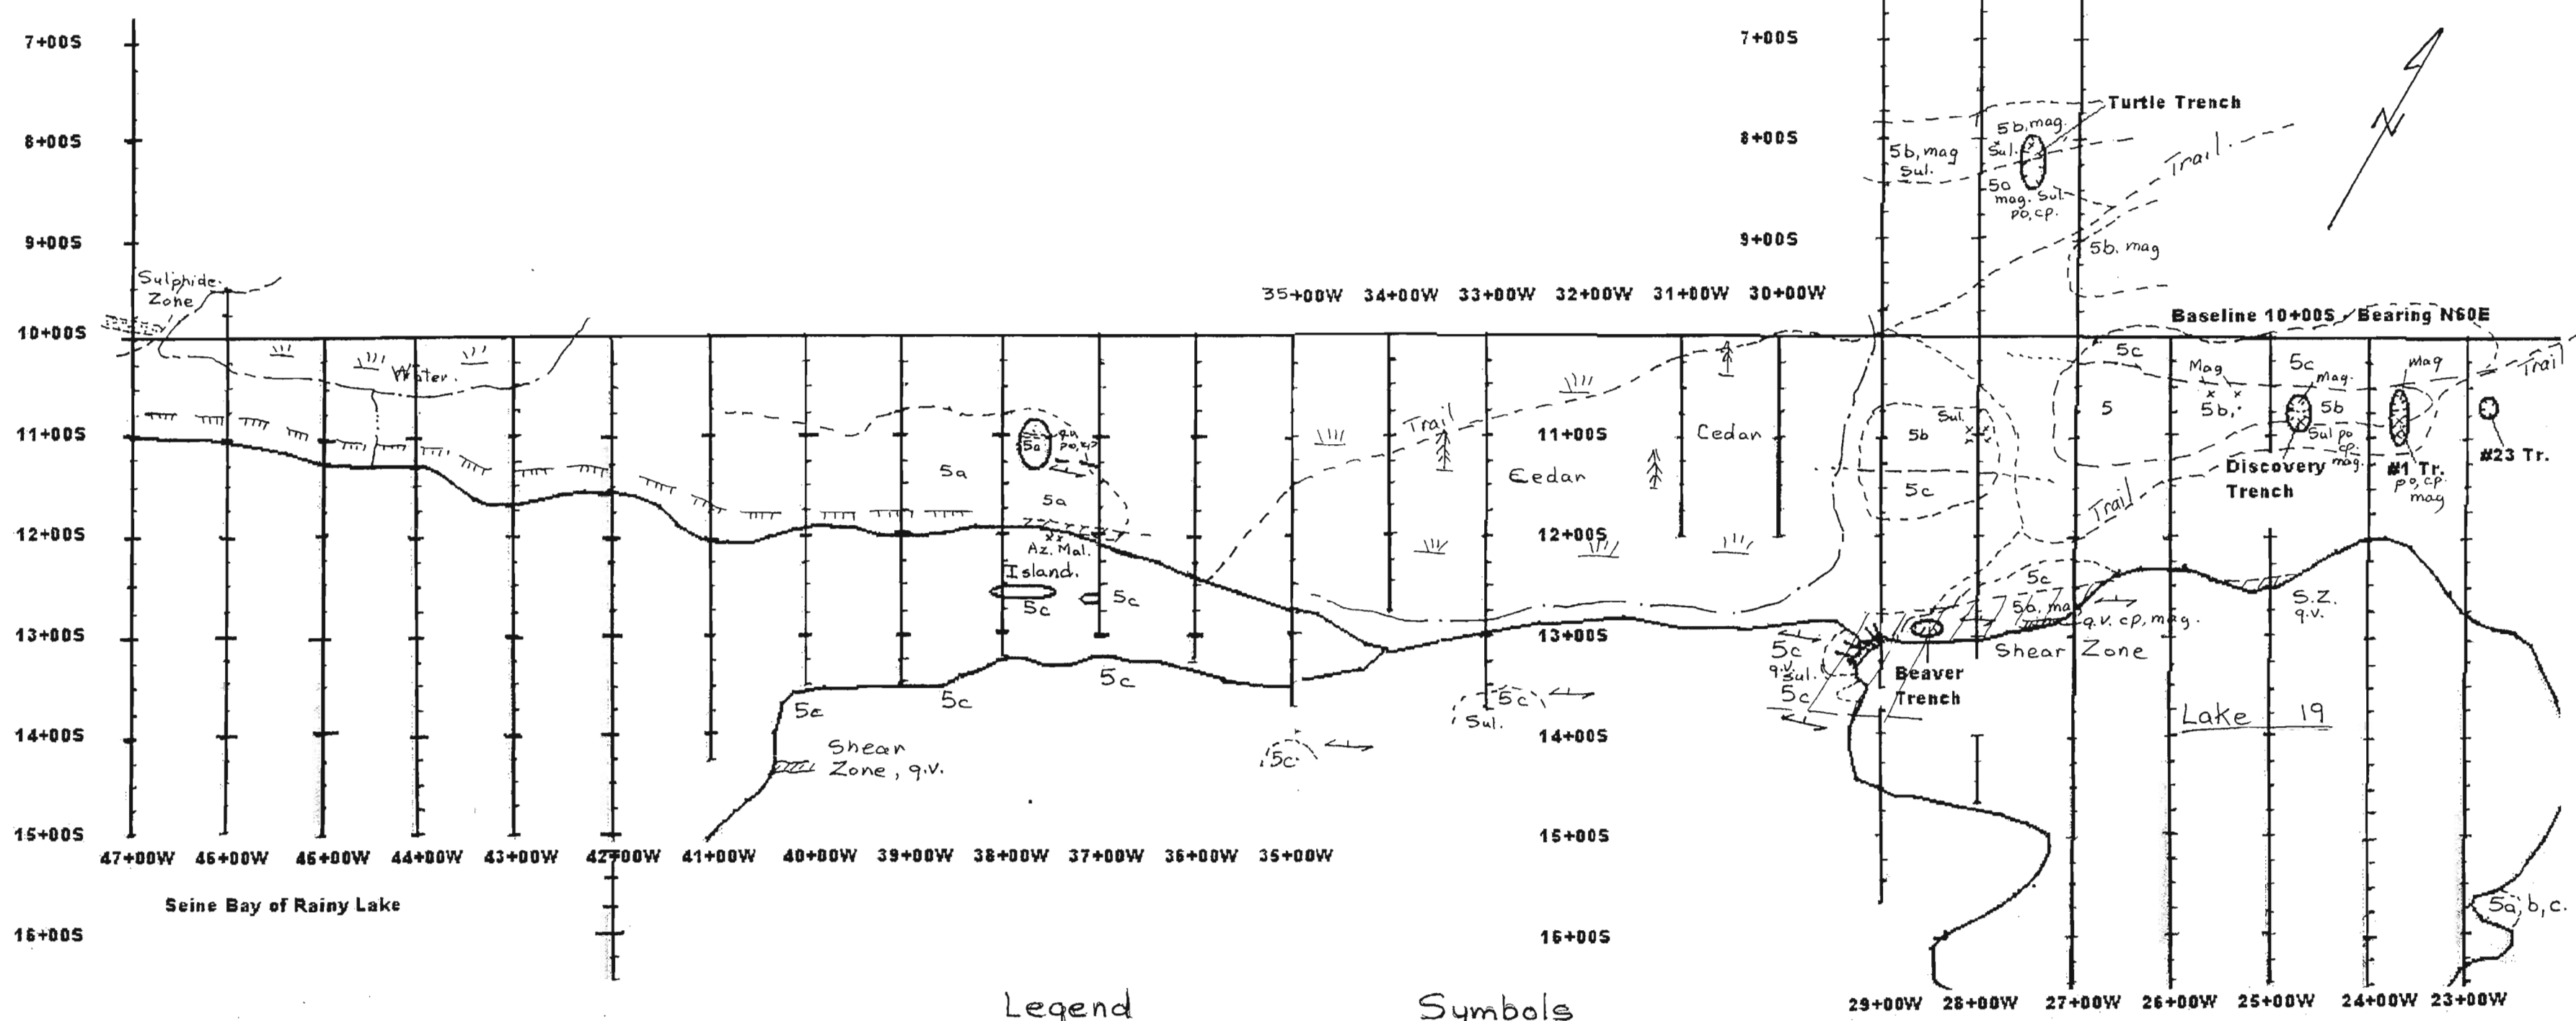 7+00S
8+00S
9+00S
10+00S
11+00S
12+00S
13+00S
14+00S
15+00S
16+00S
Sulphide
Zone
Water.
47+00W 46+00W 45+00W 44+00W 43+00W 42+00W 41+00W 40+00W 39+00W 38+00W 37+00W 36+00W 35+00W
Seine Bay of Rainy Lake
5a
5a
5a
q.v.
po, cp
Az. Mal.
Island.
5c
5c
5c
5c
5c
Shear
Zone, q.v.
5c
5c
Sul.
35+00W 34+00W 33+00W 32+00W 31+00W 30+00W
Trail
Cedar
Cedar
7+00S
8+00S
9+00S
11+00S
12+00S
13+00S
14+00S
15+00S
16+00S
Turtle Trench
5b, mag.
Sul.
5b, mag
Sul.
5a
mag. Sul.
po, cp.
Trail.
5b. mag
Baseline 10+00S - Bearing N60E
N
5c
5c
Mag
5b,
mag.
5b
mag
Trail
5
Sul.
5b
5c
Sul po
cp
mag.
Discovery
Trench
#1 Tr.
po, cp.
mag
#23 Tr.
Trail
5c
5b, mag
q.v. cp, mag.
Shear Zone
S.Z.
q.v.
5c
q.v.
Sul.
5c
Beaver
Trench
Lake 19
5a, b, c.
29+00W 28+00W 27+00W 26+00W 25+00W 24+00W 23+00W
Legend
Symbols